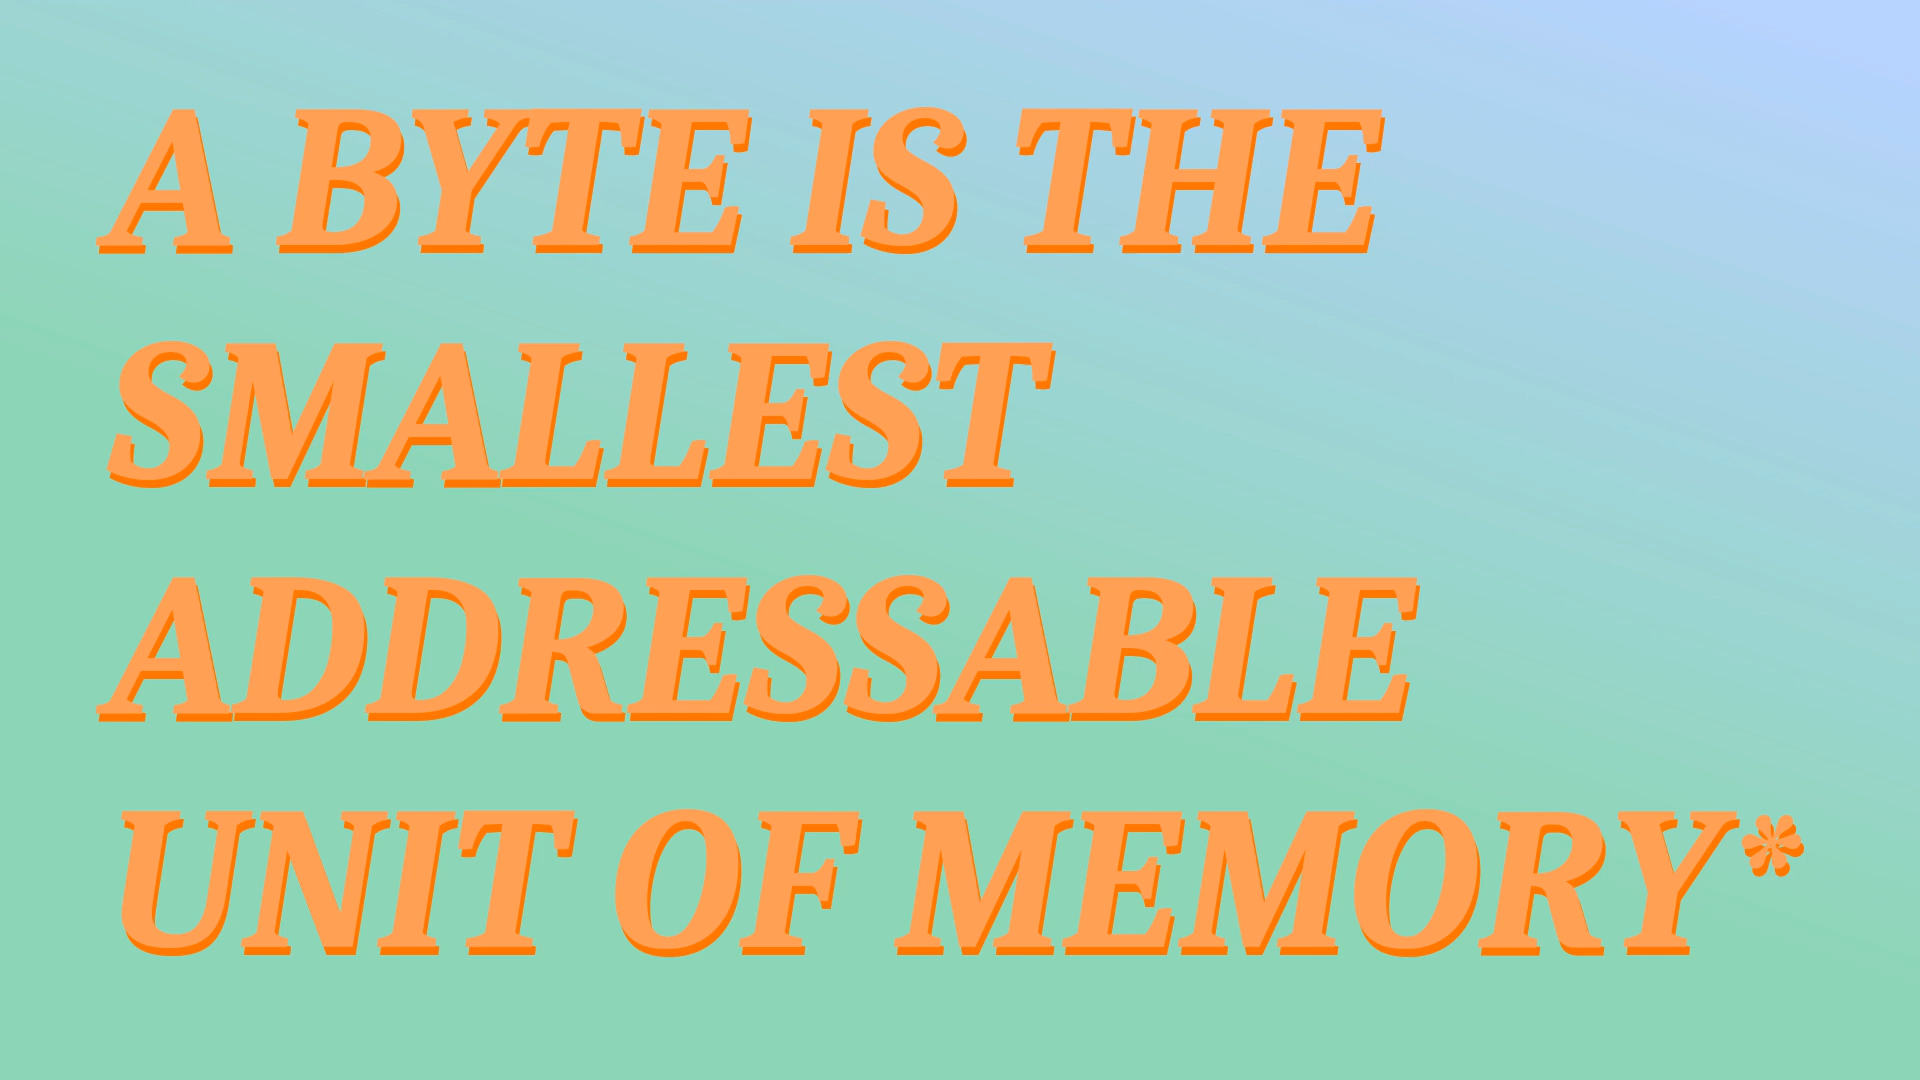 A BYTE IS THE
SMALLEST
ADDRESSABLE
UNIT OF MEMORY*